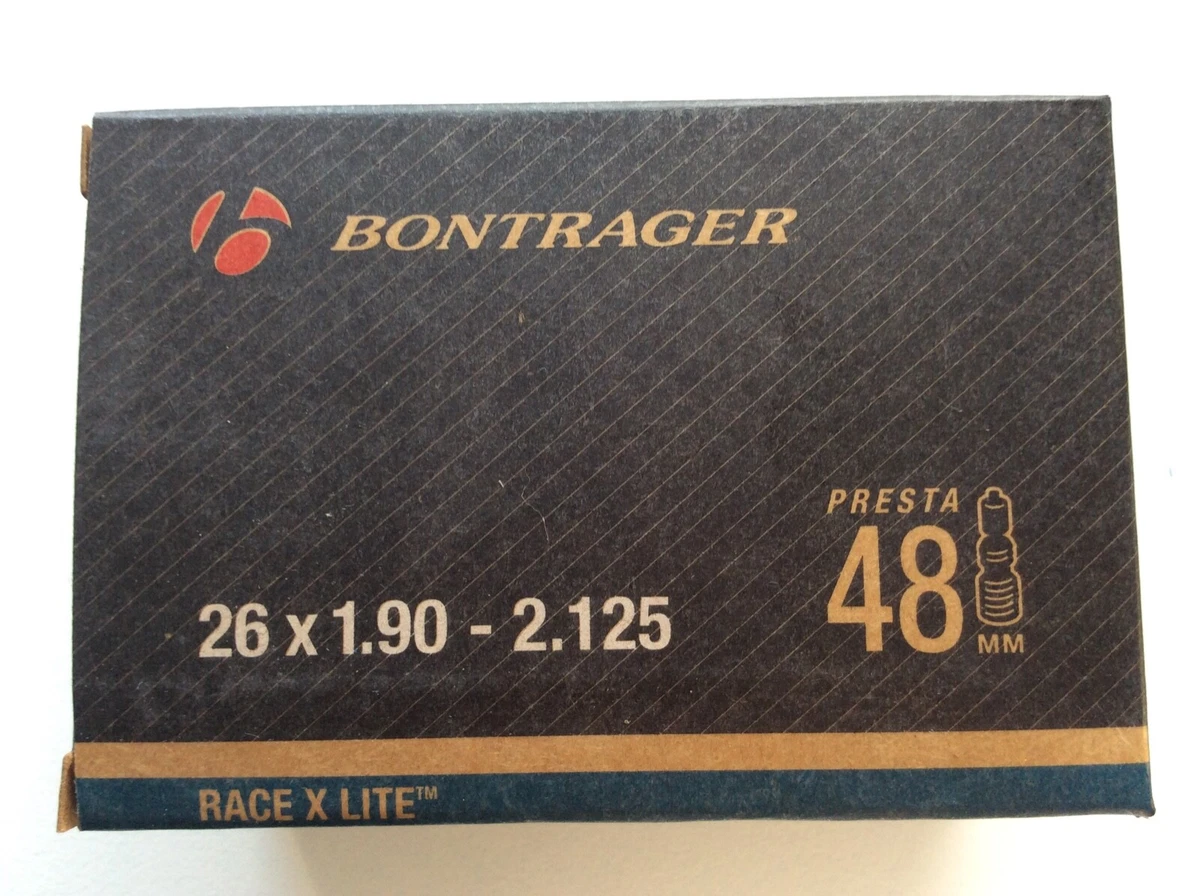 BONTRAGER
PRESTA
48 MM
26 x 1.90 - 2.125
RACE X LITE™